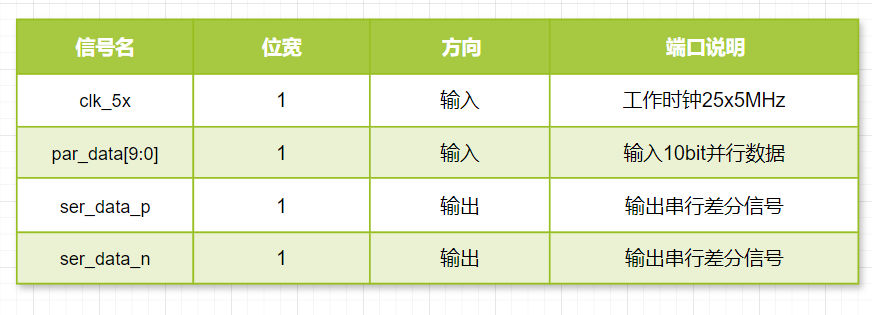 信号名 位宽 方向 端口说明
clk_5x 1 输入 工作时钟25x5MHz
par_data[9:0] 1 输入 输入10bit并行数据
ser_data_p 1 输出 输出串行差分信号
ser_data_n 1 输出 输出串行差分信号